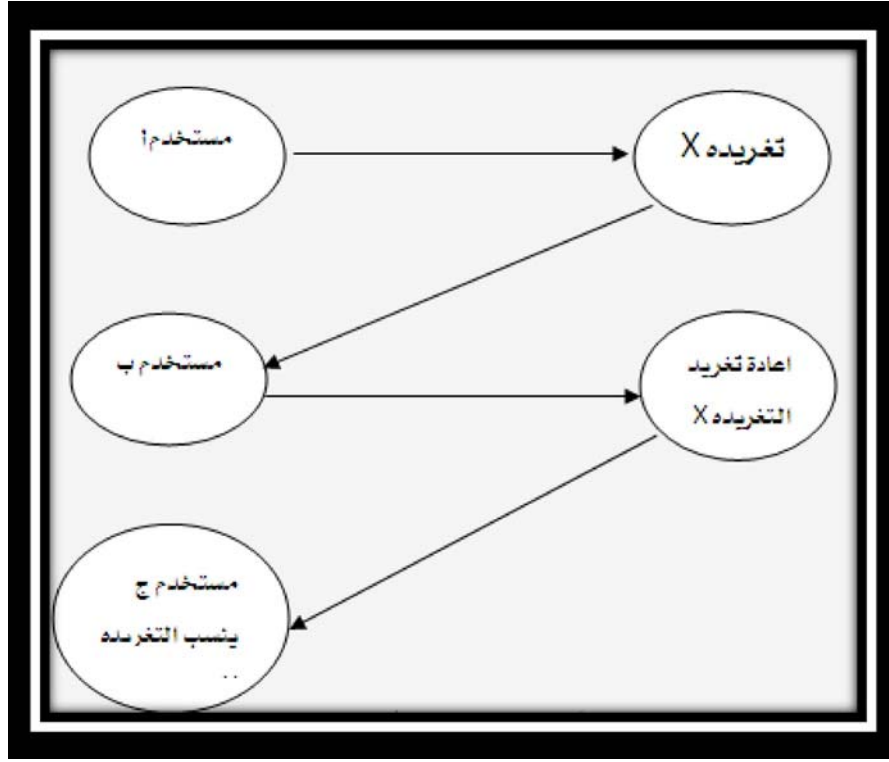 مستخدم أ
تغريده X
مستخدم ب
اعادة تغريد
التغريده X
مستخدم ج
ينسب التغريده